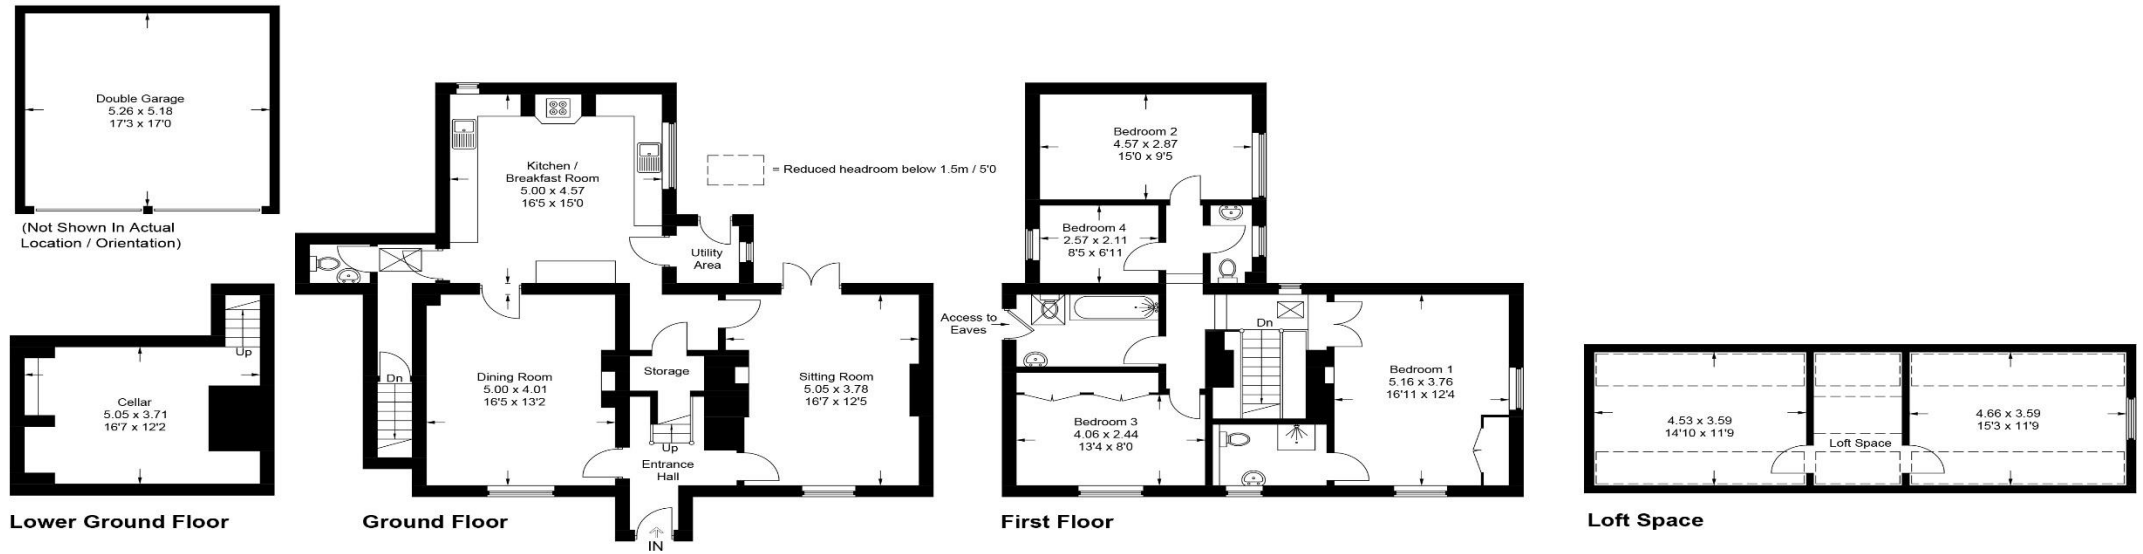 Double Garage
5.26 x 5.18
17'3 x 17'0
(Not Shown In Actual
Location / Orientation)
Up
Cellar
5.05 x 3.71
16'7 x 12'2
Lower Ground Floor
Kitchen /
Breakfast Room
5.00 x 4.57
16'5 x 15'0
= Reduced headroom below 1.5m / 5'0
Utility
Area
Dn
Dining Room
5.00 x 4.01
16'5 x 13'2
Storage
Sitting Room
5.05 x 3.78
16'7 x 12'5
Up
Entrance
Hall
IN
Ground Floor
Bedroom 2
4.57 x 2.87
15'0 x 9'5
Bedroom 4
2.57 x 2.11
8'5 x 6'11
Access to
Eaves
Dn
Bedroom 1
5.16 x 3.76
16'11 x 12'4
Bedroom 3
4.06 x 2.44
13'4 x 8'0
First Floor
4.53 x 3.59
14'10 x 11'9
Loft Space
4.66 x 3.59
15'3 x 11'9
Loft Space